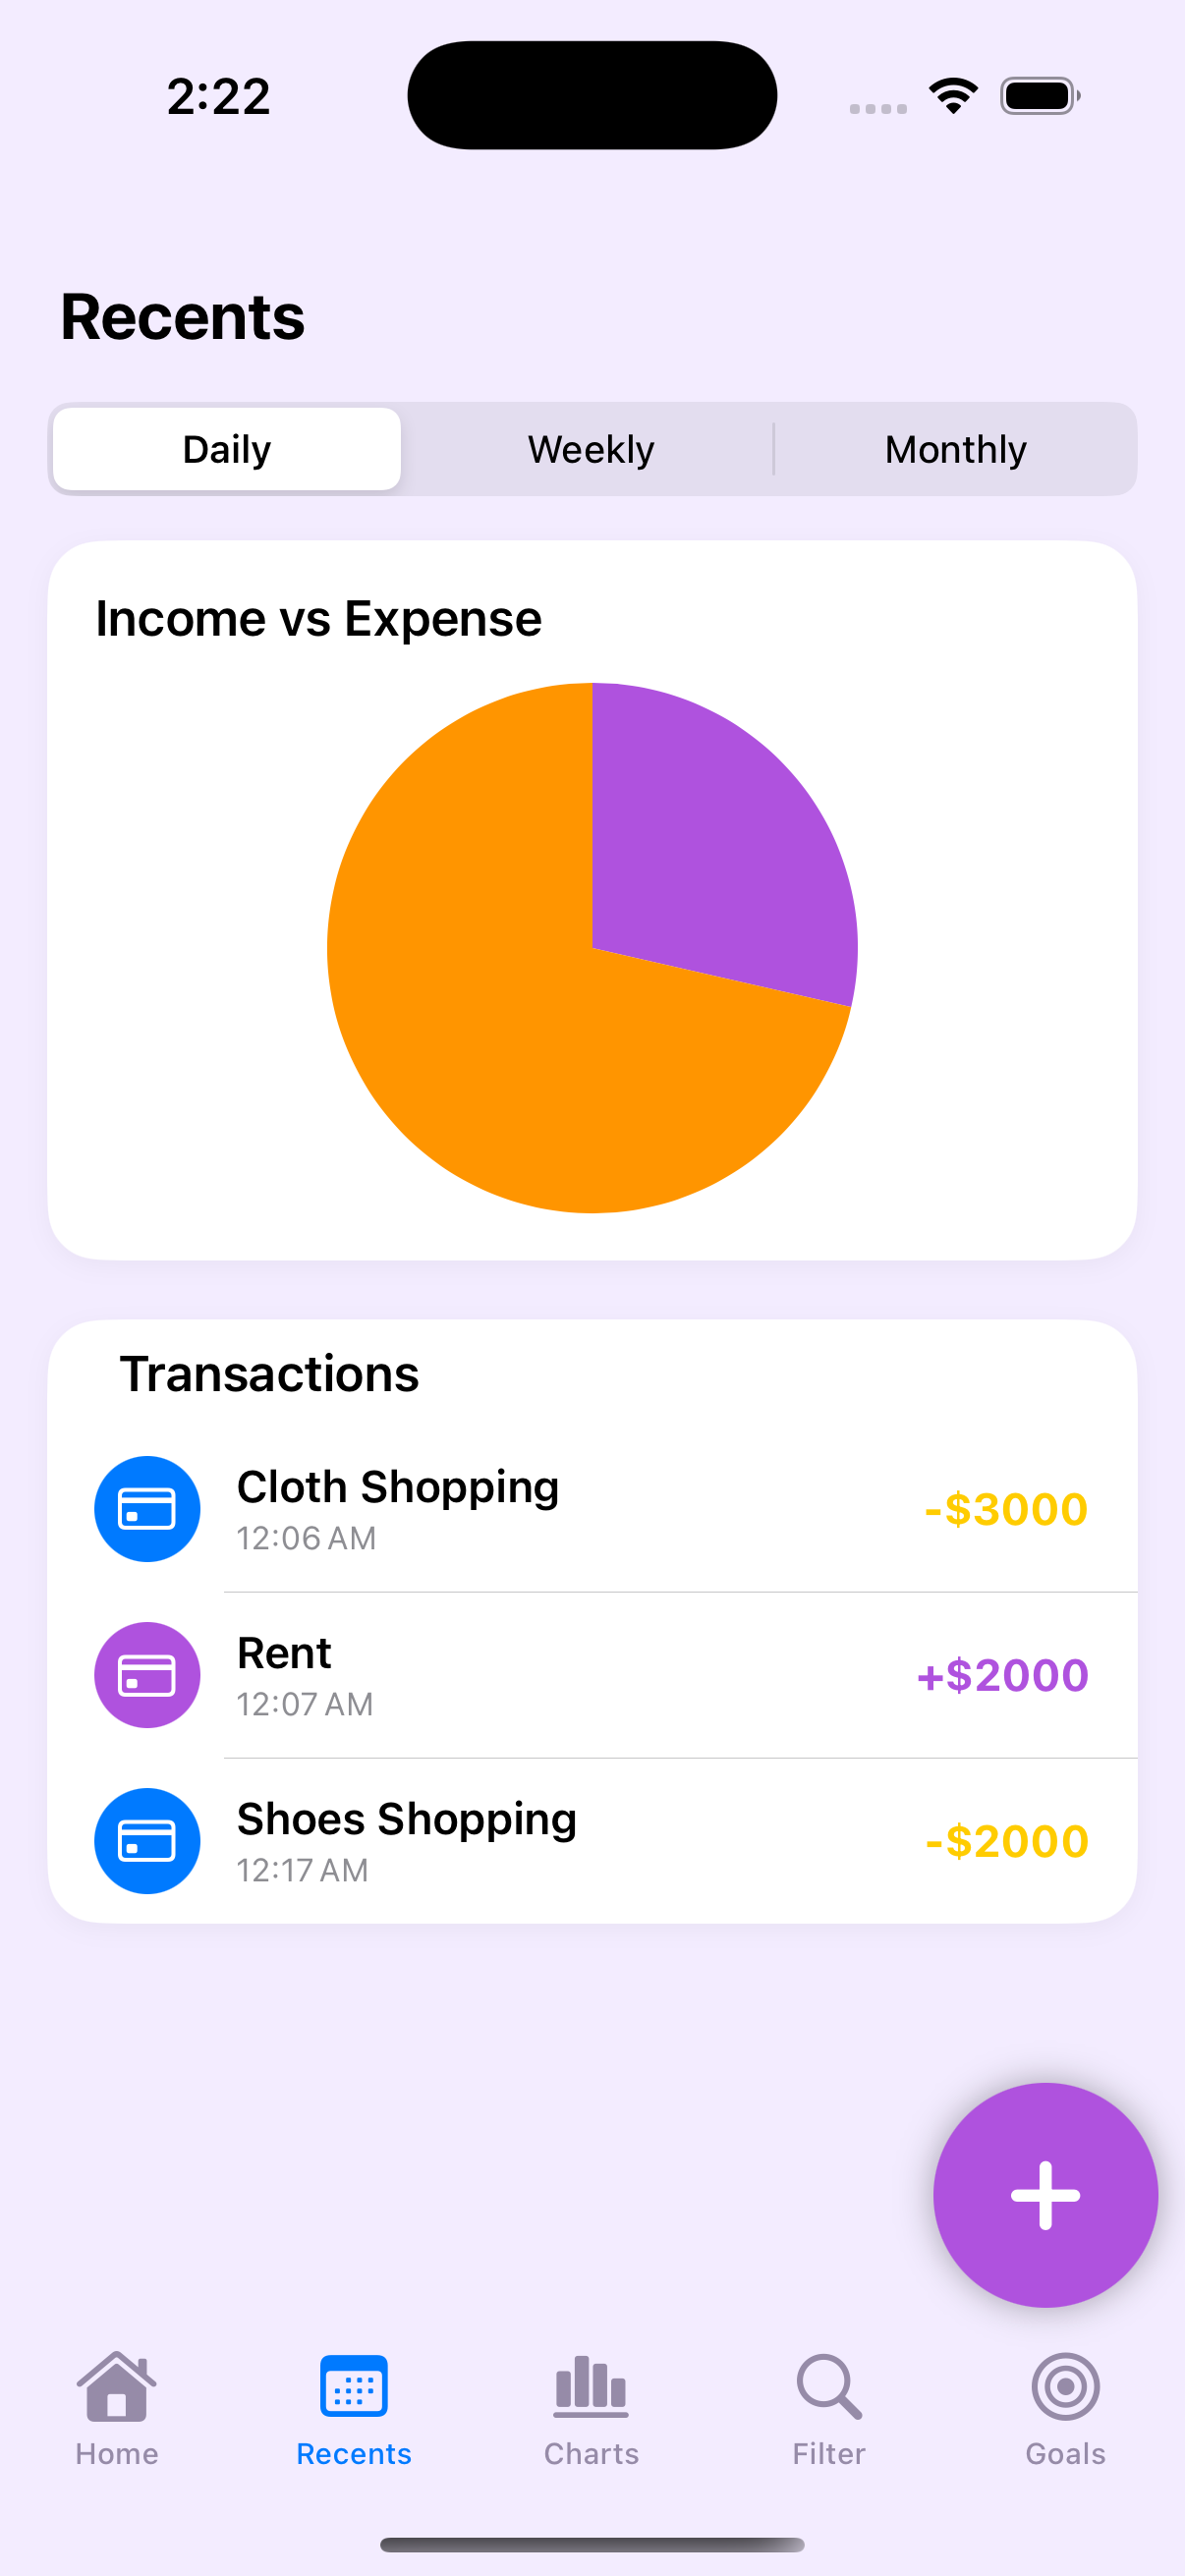 2:22
Recents
Daily
Weekly
Monthly
Income vs Expense
Transactions
Cloth Shopping
-$3000
12:06 AM
Rent
+$2000
12:07 AM
Shoes Shopping
-$2000
12:17 AM
Home
Recents
Charts
Filter
Goals